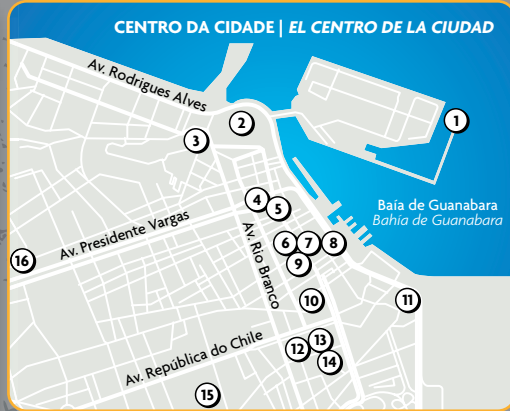 CENTRO DA CIDADE | EL CENTRO DE LA CIUDAD
Av. Rodrigues Alves
1
2
3
Baía de Guanabara
Bahía de Guanabara
4
5
Av. Presidente Vargas
Av. Rio Branco
6
7
8
9
16
10
11
Av. República do Chile
12
13
14
15